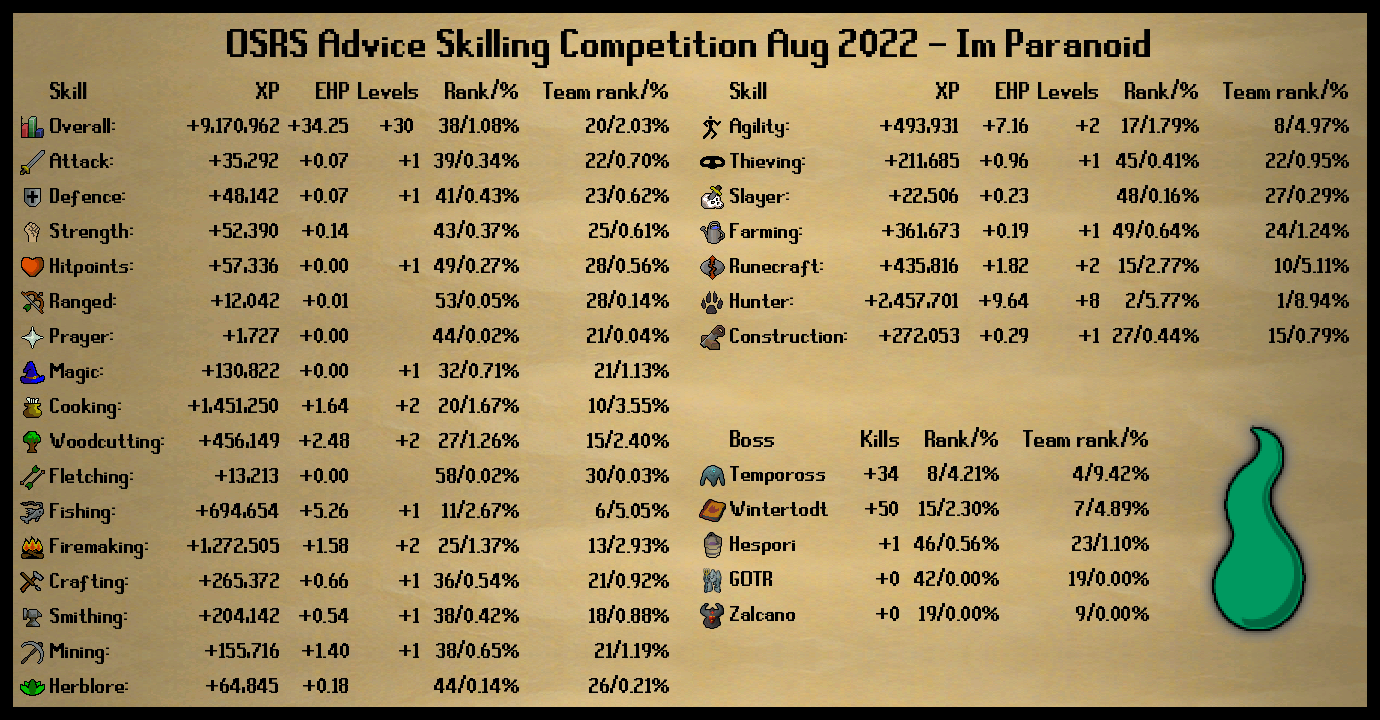 OSRS Advice Skilling Competition Aug 2022 - Im Paranoid
Skill XP EHP Levels Rank/% Team rank/%
Overall: +9,170,962 +34.25 +30 38/1.08% 20/2.03%
Attack: +35,292 +0.07 +1 39/0.34% 22/0.70%
Defence: +48,142 +0.07 +1 41/0.43% 23/0.62%
Strength: +52,390 +0.14 43/0.37% 25/0.61%
Hitpoints: +57,336 +0.00 +1 49/0.27% 28/0.56%
Ranged: +12,042 +0.01 53/0.05% 28/0.14%
Prayer: +1,727 +0.00 44/0.02% 21/0.04%
Magic: +130,822 +0.00 +1 32/0.71% 21/1.13%
Cooking: +1,451,250 +1.64 +2 20/1.67% 10/3.55%
Woodcutting: +456,149 +2.48 +2 27/1.26% 15/2.40%
Fletching: +13,213 +0.00 58/0.02% 30/0.03%
Fishing: +694,654 +5.26 +1 11/2.67% 6/5.05%
Firemaking: +1,272,505 +1.58 +2 25/1.37% 13/2.93%
Crafting: +265,372 +0.66 +1 36/0.54% 21/0.92%
Smithing: +204,142 +0.54 +1 38/0.42% 18/0.88%
Mining: +155,716 +1.40 +1 38/0.65% 21/1.19%
Herblore: +64,845 +0.18 44/0.14% 26/0.21%
Skill XP EHP Levels Rank/% Team rank/%
Agility: +493,931 +7.16 +2 17/1.79% 8/4.97%
Thieving: +211,685 +0.96 +1 45/0.41% 22/0.95%
Slayer: +22,506 +0.23 48/0.16% 27/0.29%
Farming: +361,673 +0.19 +1 49/0.64% 24/1.24%
Runecraft: +435,816 +1.82 +2 15/2.77% 10/5.11%
Hunter: +2,457,701 +9.64 +8 2/5.77% 1/8.94%
Construction: +272,053 +0.29 +1 27/0.44% 15/0.79%
Boss Kills Rank/% Team rank/%
Tempoross +34 8/4.21% 4/9.42%
Wintertodt +50 15/2.30% 7/4.89%
Hespori +1 46/0.56% 23/1.10%
GOTR +0 42/0.00% 19/0.00%
Zalcano +0 19/0.00% 9/0.00%